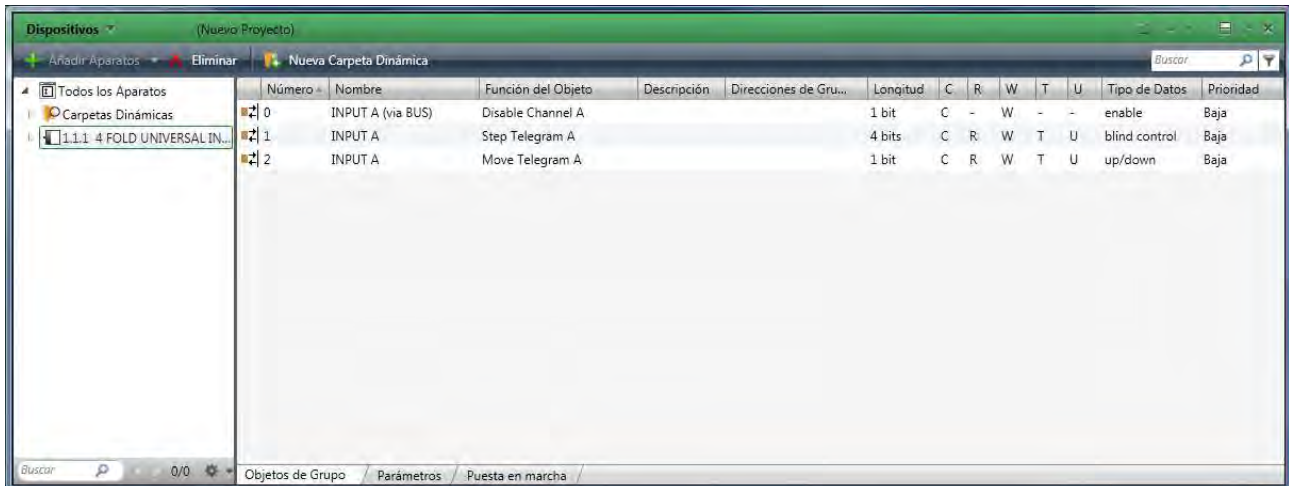 Dispositivos (Nuevo Proyecto)
Añadir Aparatos Eliminar Nueva Carpeta Dinámica Buscar
Todos los Aparatos
Carpetas Dinámicas
1.1.1 4 FOLD UNIVERSAL IN...
Número Nombre Función del Objeto Descripción Direcciones de Gru... Longitud C R W T U Tipo de Datos Prioridad
0 INPUT A (via BUS) Disable Channel A 1 bit C - W - - enable Baja
1 INPUT A Step Telegram A 4 bits C R W T U blind control Baja
2 INPUT A Move Telegram A 1 bit C R W T U up/down Baja
Buscar 0/0 Objetos de Grupo Parámetros Puesta en marcha